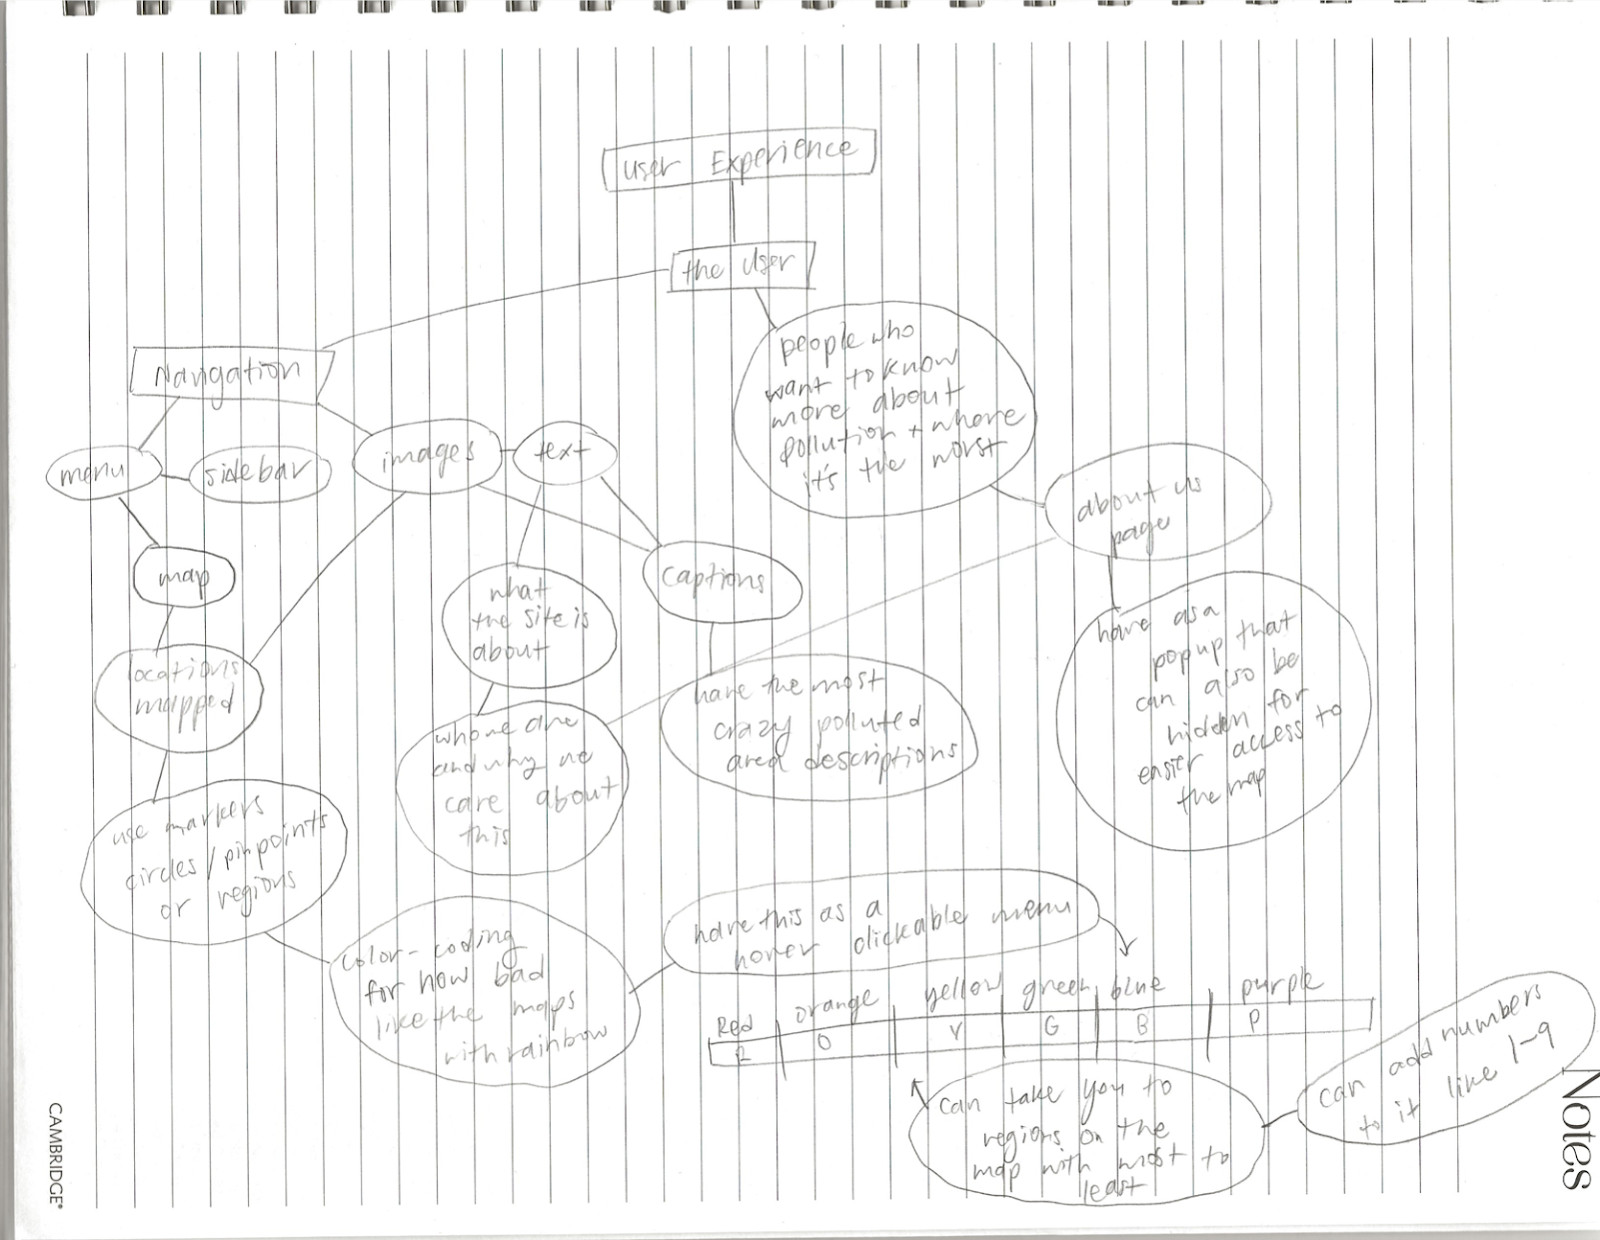 User Experience
the User
Navigation
people who
want to know
more about
pollution + where
it's the worst
menu
sidebar
images
text
about us
page
map
what
the site is
about
captions
have as a
popup that
can also be
hidden for
easier access to
the map
locations
mapped
who we are
and why we
care about
this
have the most
crazy polluted
area descriptions
use markers
circles / pinpoints
or regions
color-coding
for how bad
like the maps
with rainbow
have this as a
hover clickable menu
Red orange yellow green blue purple
R O Y G B P
can take you to
regions on the
map with most to
least
can add numbers
to it like 1-9
CAMBRIDGE®
Notes